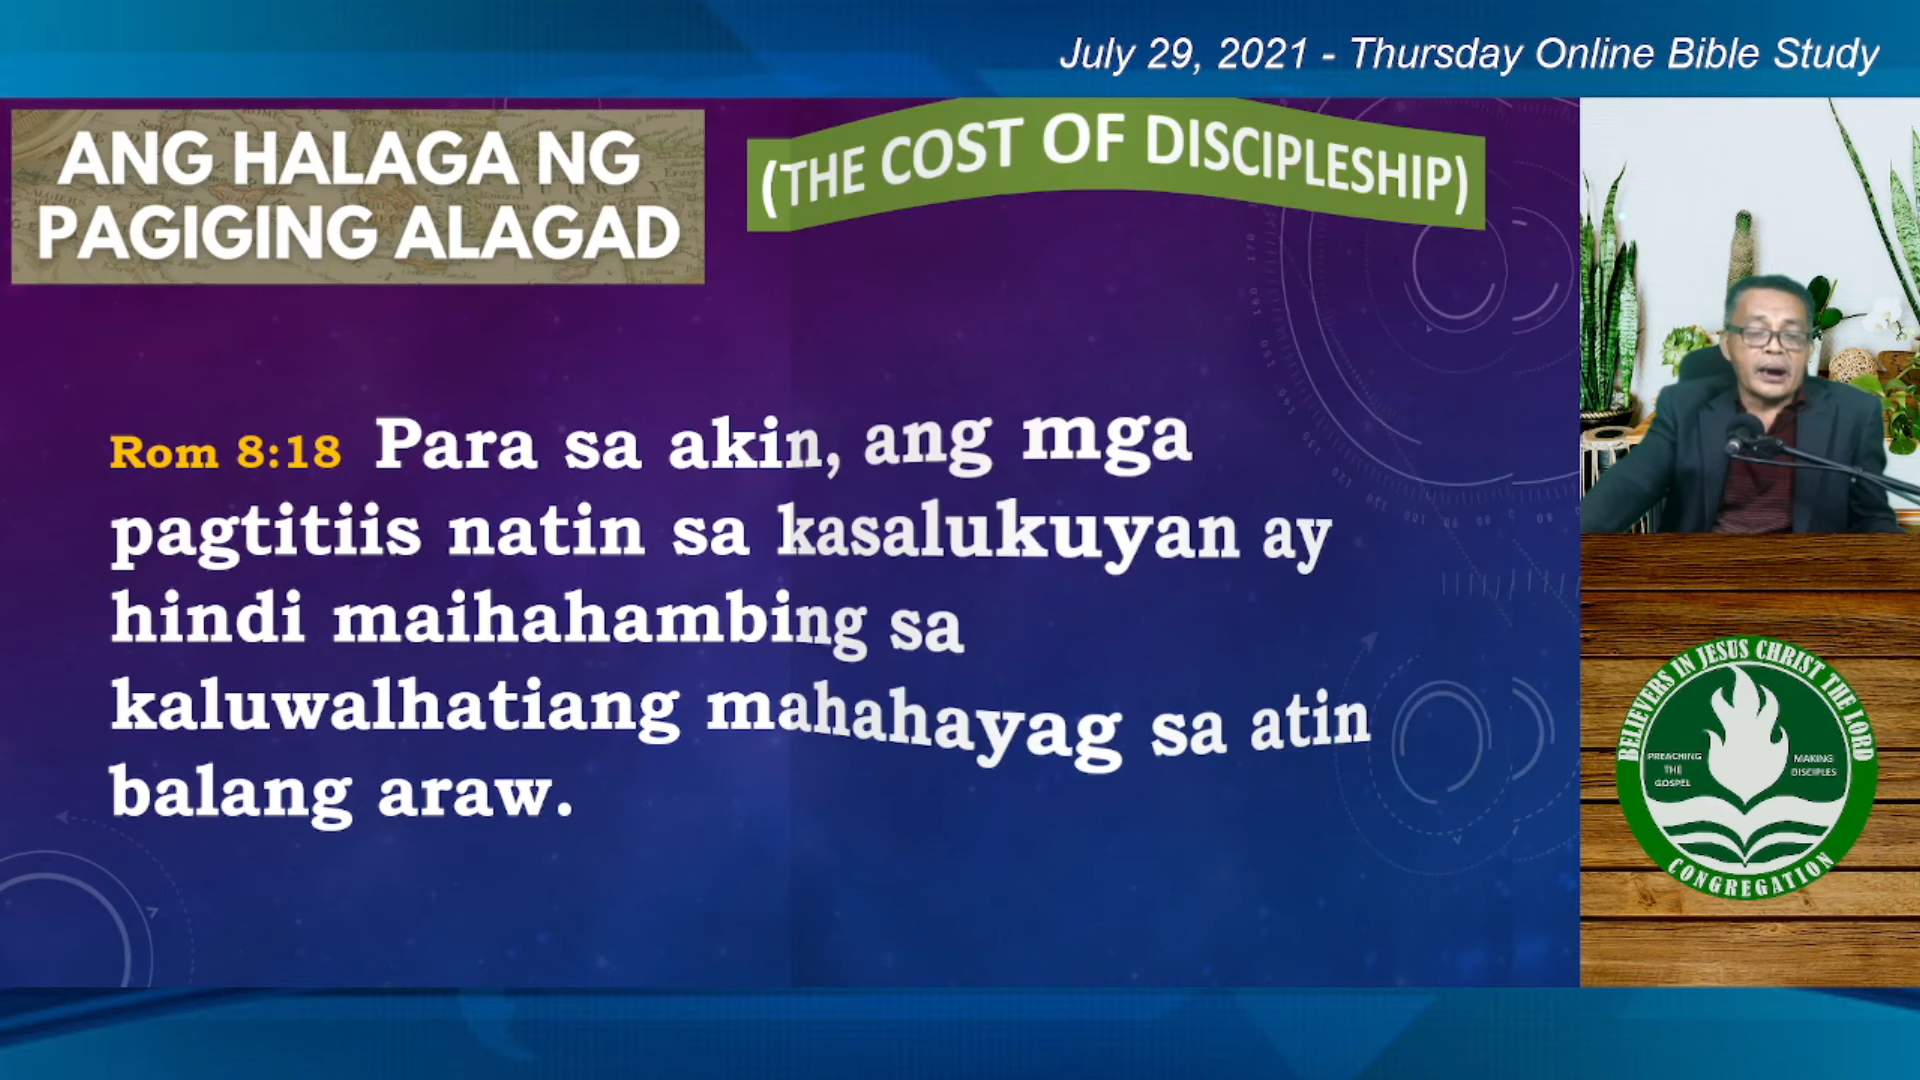 July 29, 2021 - Thursday Online Bible Study
ANG HALAGA NG
PAGIGING ALAGAD
(THE COST OF DISCIPLESHIP)
Rom 8:18 Para sa akin, ang mga
pagtitiis natin sa kasalukuyan ay
hindi maihahambing sa
kaluwalhatiang mahahayag sa atin
balang araw.
BELIEVERS IN JESUS CHRIST THE LORD
PREACHING
THE
GOSPEL
MAKING
DISCIPLES
CONGREGATION